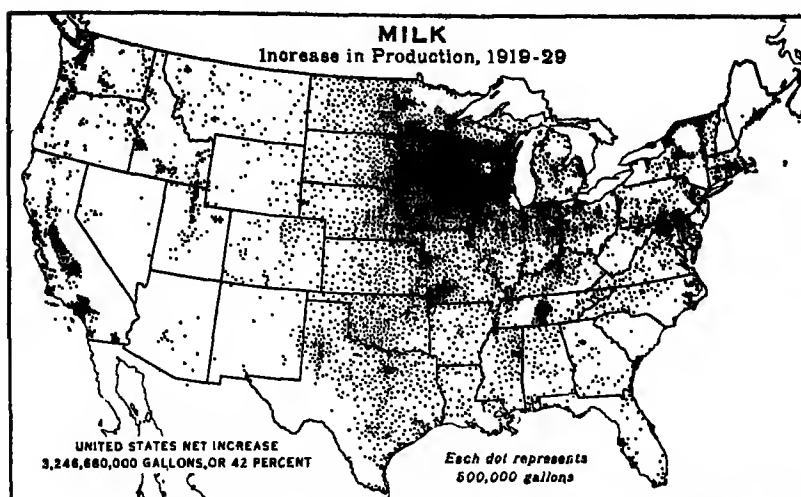 MILK
Increase in Production, 1919-29
UNITED STATES NET INCREASE
3,246,660,000 GALLONS, OR 42 PERCENT
Each dot represents
500,000 gallons